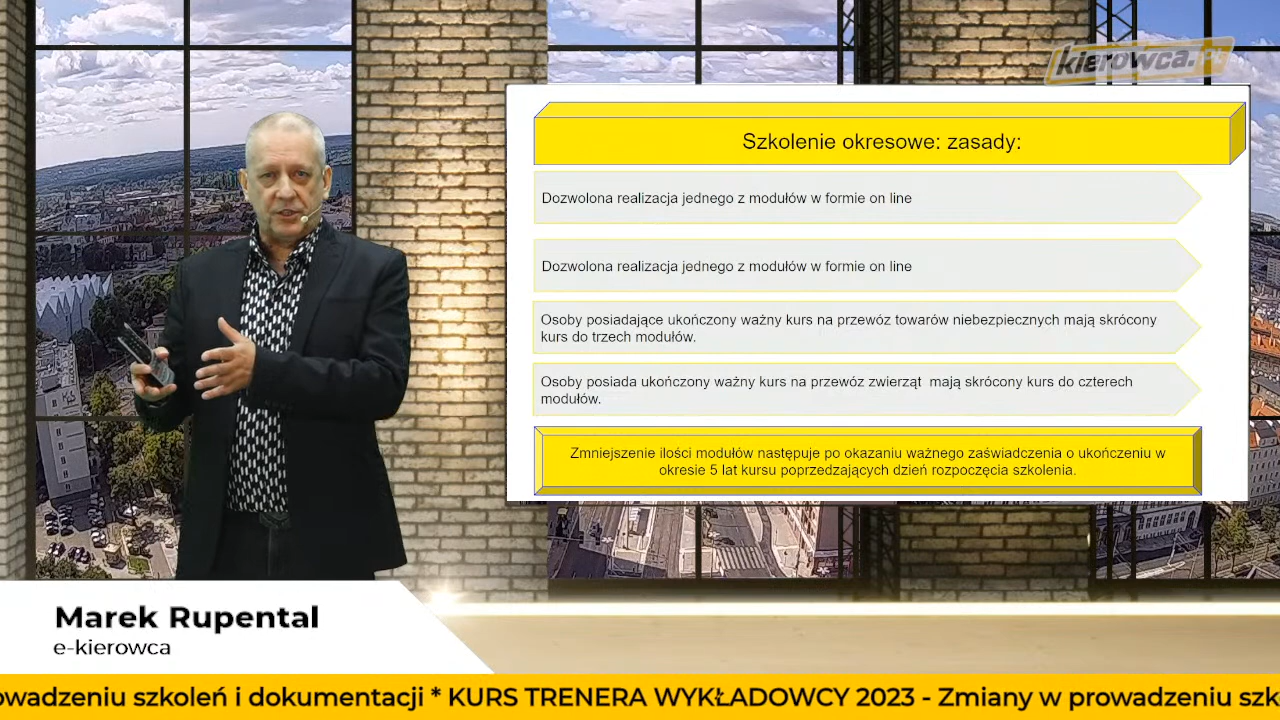 kierowca.pl
Szkolenie okresowe: zasady:
Dozwolona realizacja jednego z modułów w formie on line
Dozwolona realizacja jednego z modułów w formie on line
Osoby posiadające ukończony ważny kurs na przewóz towarów niebezpiecznych mają skrócony
kurs do trzech modułów.
Osoby posiada ukończony ważny kurs na przewóz zwierząt  mają skrócony kurs do czterech
modułów.
Zmniejszenie ilości modułów następuje po okazaniu ważnego zaświadczenia o ukończeniu w
okresie 5 lat kursu poprzedzających dzień rozpoczęcia szkolenia.
Marek Rupental
e-kierowca
owadzeniu szkoleń i dokumentacji * KURS TRENERA WYKŁADOWCY 2023 - Zmiany w prowadzeniu szk